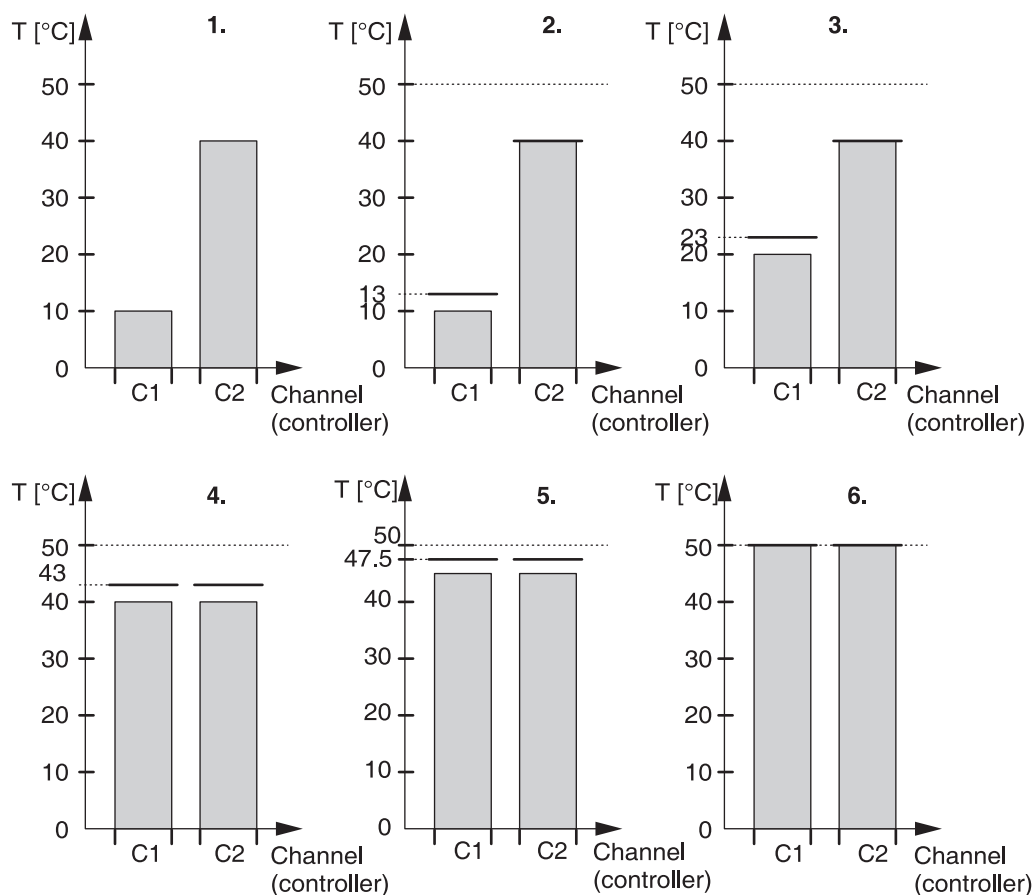 T [°C] 1.
50
40
30
20
10
0
C1 C2 Channel
(controller)
T [°C] 2.
50
40
30
20
13
10
0
C1 C2 Channel
(controller)
T [°C] 3.
50
40
30
23
20
10
0
C1 C2 Channel
(controller)
T [°C] 4.
50
43
40
30
20
10
0
C1 C2 Channel
(controller)
T [°C] 5.
50
47.5
40
30
20
10
0
C1 C2 Channel
(controller)
T [°C] 6.
50
40
30
20
10
0
C1 C2 Channel
(controller)